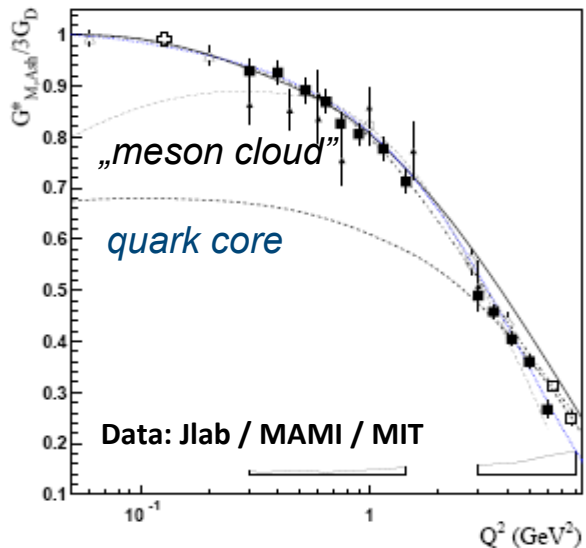 G*M,Ash/3GD
1
0.9
0.8
„meson cloud”
0.7
quark core
0.6
0.5
0.4
0.3
Data: Jlab / MAMI / MIT
0.2
0.1
10⁻¹ 1
Q² (GeV²)